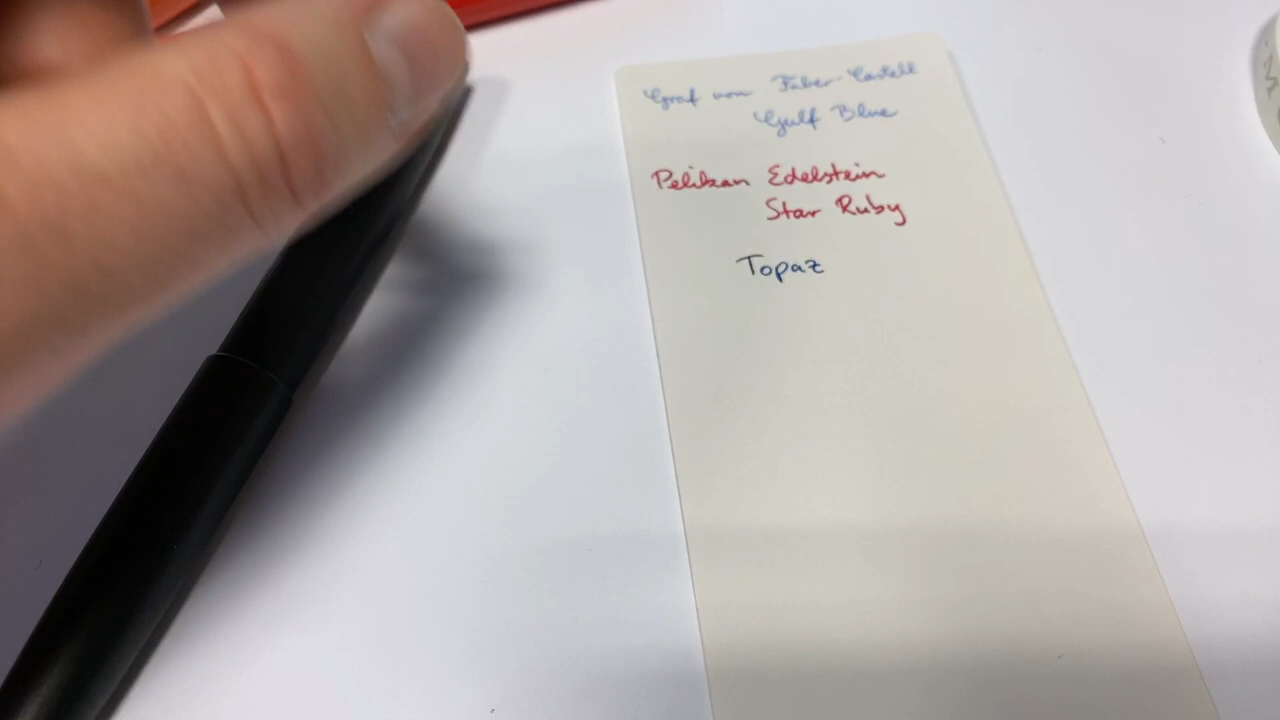 Graf von Faber-Castell
Gulf Blue
Pelikan Edelstein
Star Ruby
Topaz